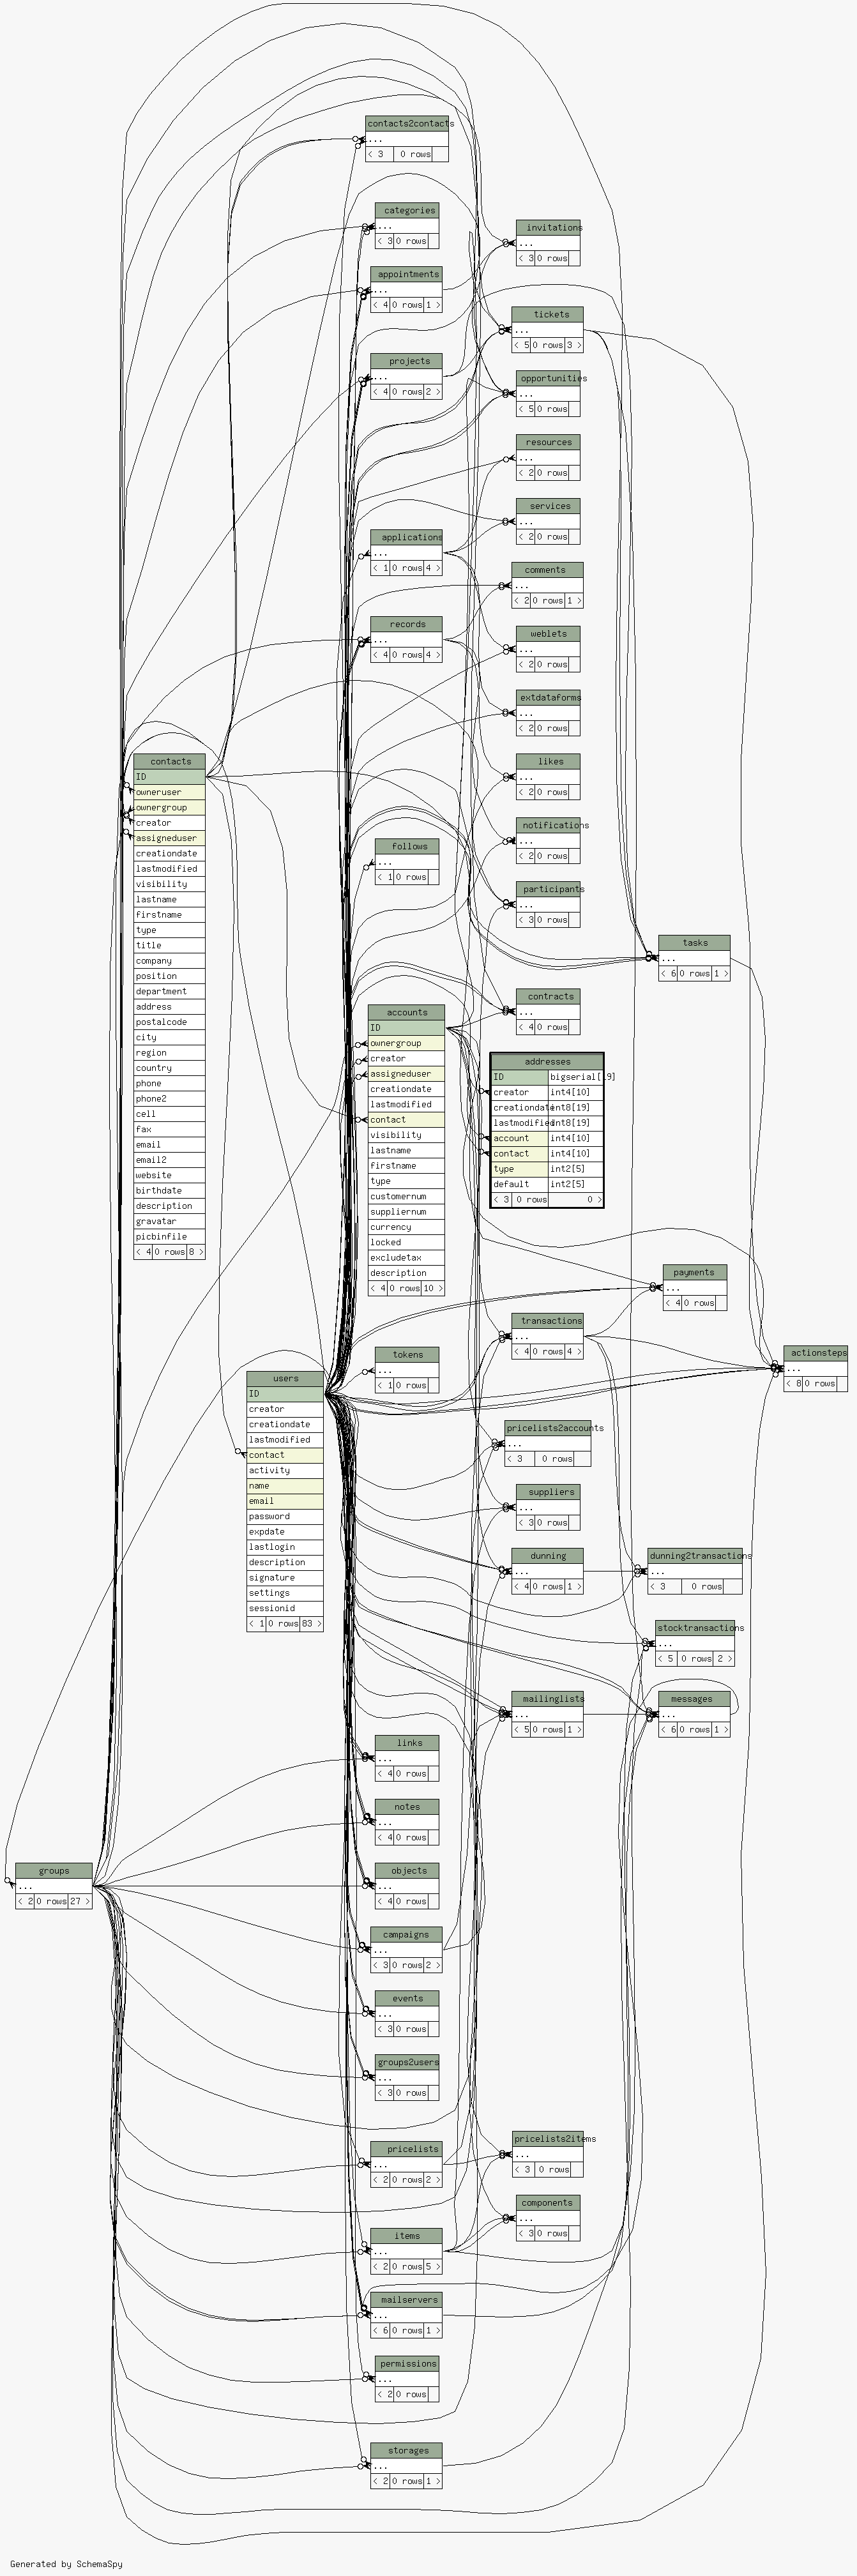 contacts2contacts
...
< 3 0 rows
categories
...
< 3 0 rows
invitations
...
< 3 0 rows
appointments
...
< 4 0 rows 1 >
tickets
...
< 5 0 rows 3 >
projects
...
< 4 0 rows 2 >
opportunities
...
< 5 0 rows
resources
...
< 2 0 rows
services
...
< 2 0 rows
applications
...
< 1 0 rows 4 >
comments
...
< 2 0 rows 1 >
records
...
< 4 0 rows 4 >
weblets
...
< 2 0 rows
extdataforms
...
< 2 0 rows
likes
...
< 2 0 rows
contacts
ID
owneruser
ownergroup
creator
assigneduser
creationdate
lastmodified
visibility
lastname
firstname
type
title
company
position
department
address
postalcode
city
region
country
phone
phone2
cell
fax
email
email2
website
birthdate
description
gravatar
picbinfile
< 4 0 rows 8 >
notifications
...
< 2 0 rows
follows
...
< 1 0 rows
participants
...
< 3 0 rows
tasks
...
< 6 0 rows 1 >
contracts
...
< 4 0 rows
accounts
ID
ownergroup
creator
assigneduser
creationdate
lastmodified
contact
visibility
lastname
firstname
type
customernum
suppliernum
currency
locked
excludetax
description
< 4 0 rows 10 >
addresses
ID bigserial[19]
creator int4[10]
creationdate int8[19]
lastmodified int8[19]
account int4[10]
contact int4[10]
type int2[5]
default int2[5]
< 3 0 rows 0 >
payments
...
< 4 0 rows
transactions
...
< 4 0 rows 4 >
actionsteps
...
< 8 0 rows
tokens
...
< 1 0 rows
users
ID
creator
creationdate
lastmodified
contact
activity
name
email
password
expdate
lastlogin
description
signature
settings
sessionid
< 1 0 rows 83 >
pricelists2accounts
...
< 3 0 rows
suppliers
...
< 3 0 rows
dunning
...
< 4 0 rows 1 >
dunning2transactions
...
< 3 0 rows
stocktransactions
...
< 5 0 rows 2 >
mailinglists
...
< 5 0 rows 1 >
messages
...
< 6 0 rows 1 >
links
...
< 4 0 rows
notes
...
< 4 0 rows
groups
...
< 2 0 rows 27 >
objects
...
< 4 0 rows
campaigns
...
< 3 0 rows 2 >
events
...
< 3 0 rows
groups2users
...
< 3 0 rows
pricelists
...
< 2 0 rows 2 >
pricelists2items
...
< 3 0 rows
components
...
< 3 0 rows
items
...
< 2 0 rows 5 >
mailservers
...
< 6 0 rows 1 >
permissions
...
< 2 0 rows
storages
...
< 2 0 rows 1 >
Generated by SchemaSpy